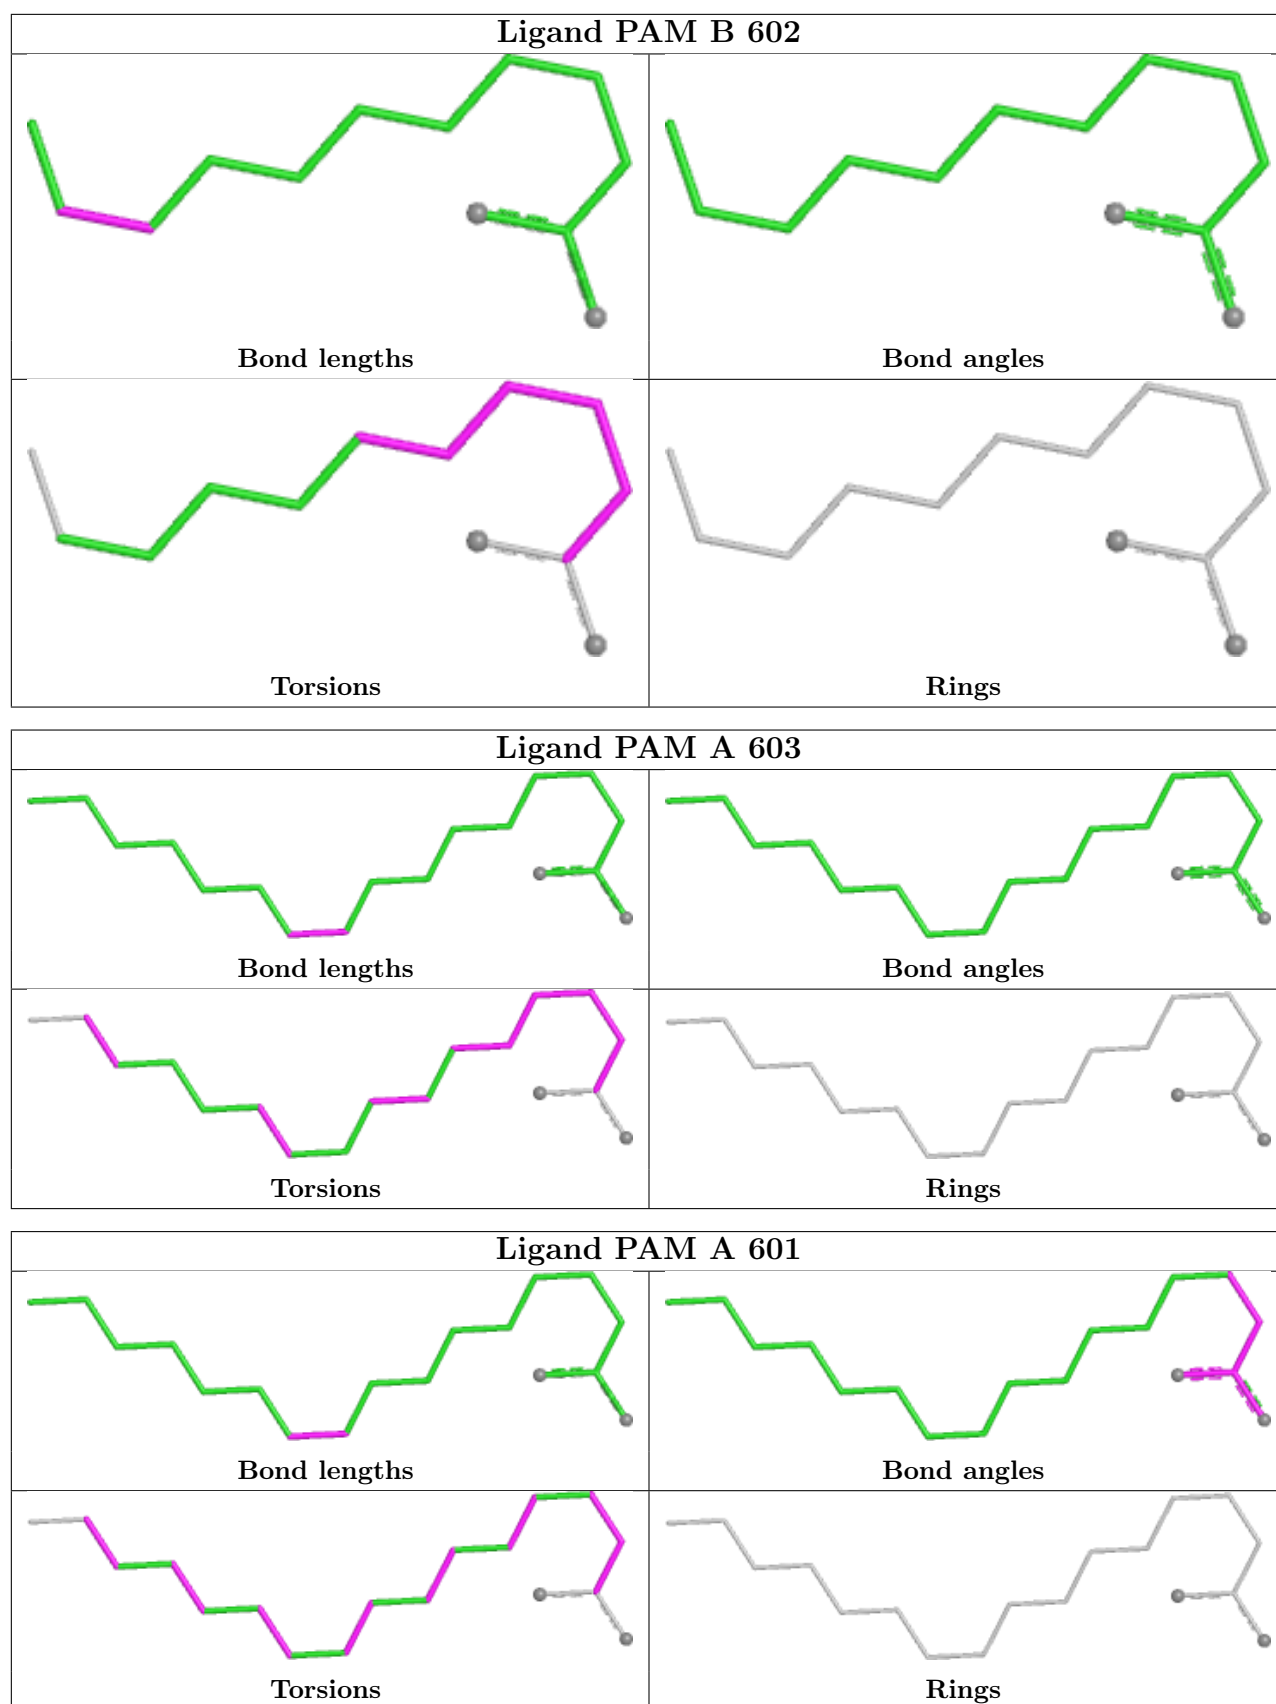 Ligand PAM B 602
Bond lengths
Bond angles
Torsions
Rings
Ligand PAM A 603
Bond lengths
Bond angles
Torsions
Rings
Ligand PAM A 601
Bond lengths
Bond angles
Torsions
Rings